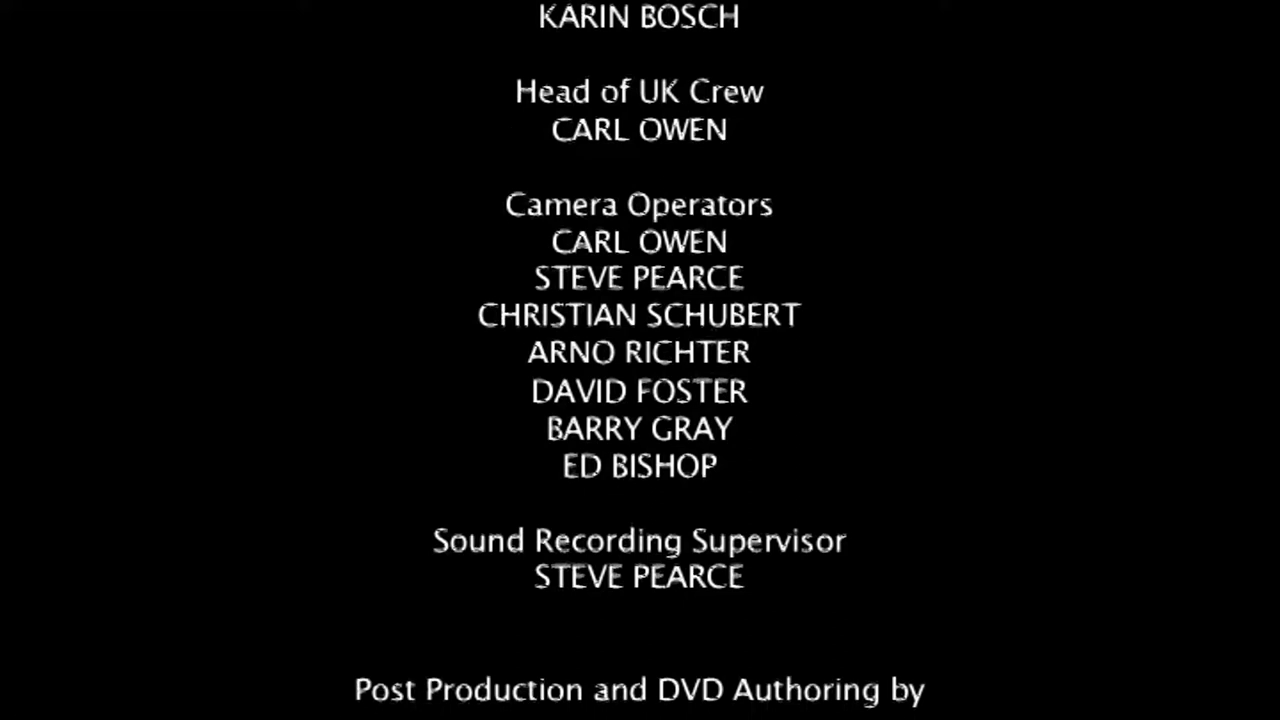 KARIN BOSCH
Head of UK Crew
CARL OWEN
Camera Operators
CARL OWEN
STEVE PEARCE
CHRISTIAN SCHUBERT
ARNO RICHTER
DAVID FOSTER
BARRY GRAY
ED BISHOP
Sound Recording Supervisor
STEVE PEARCE
Post Production and DVD Authoring by